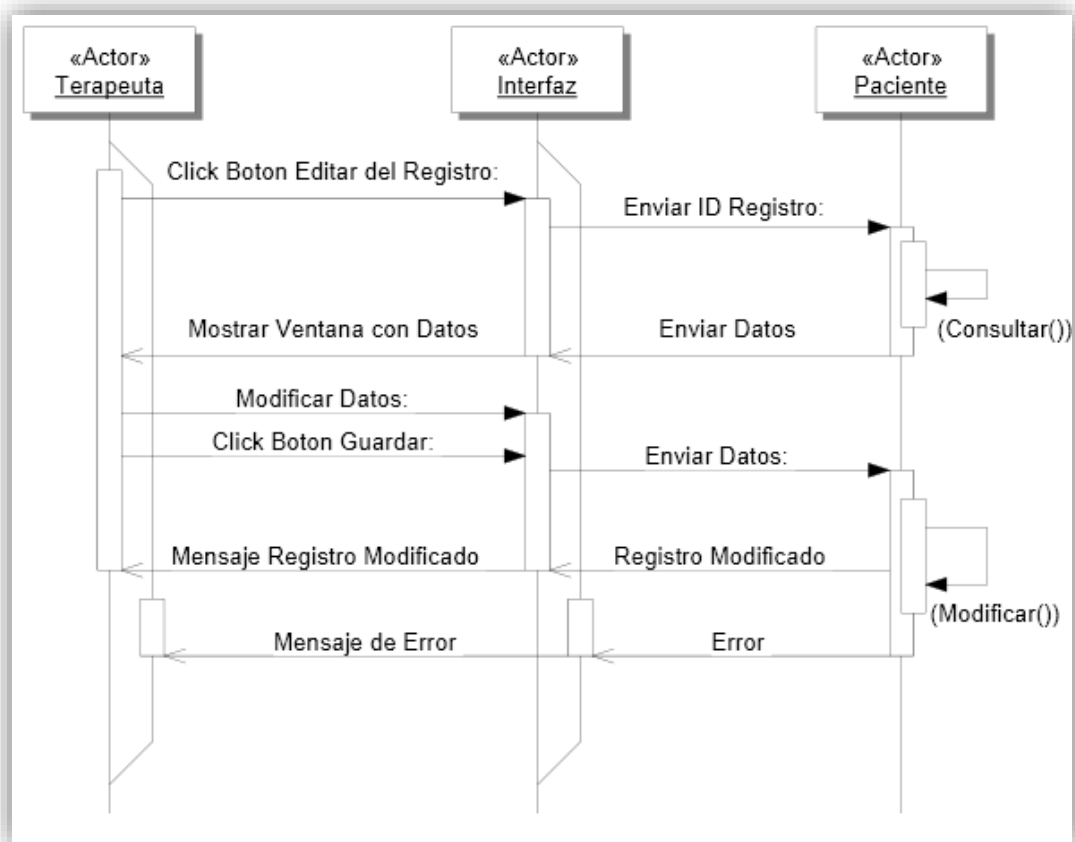 «Actor»
Terapeuta
«Actor»
Interfaz
«Actor»
Paciente
Click Boton Editar del Registro:
Enviar ID Registro:
(Consultar())
Mostrar Ventana con Datos
Enviar Datos
Modificar Datos:
Click Boton Guardar:
Enviar Datos:
Mensaje Registro Modificado
Registro Modificado
(Modificar())
Mensaje de Error
Error